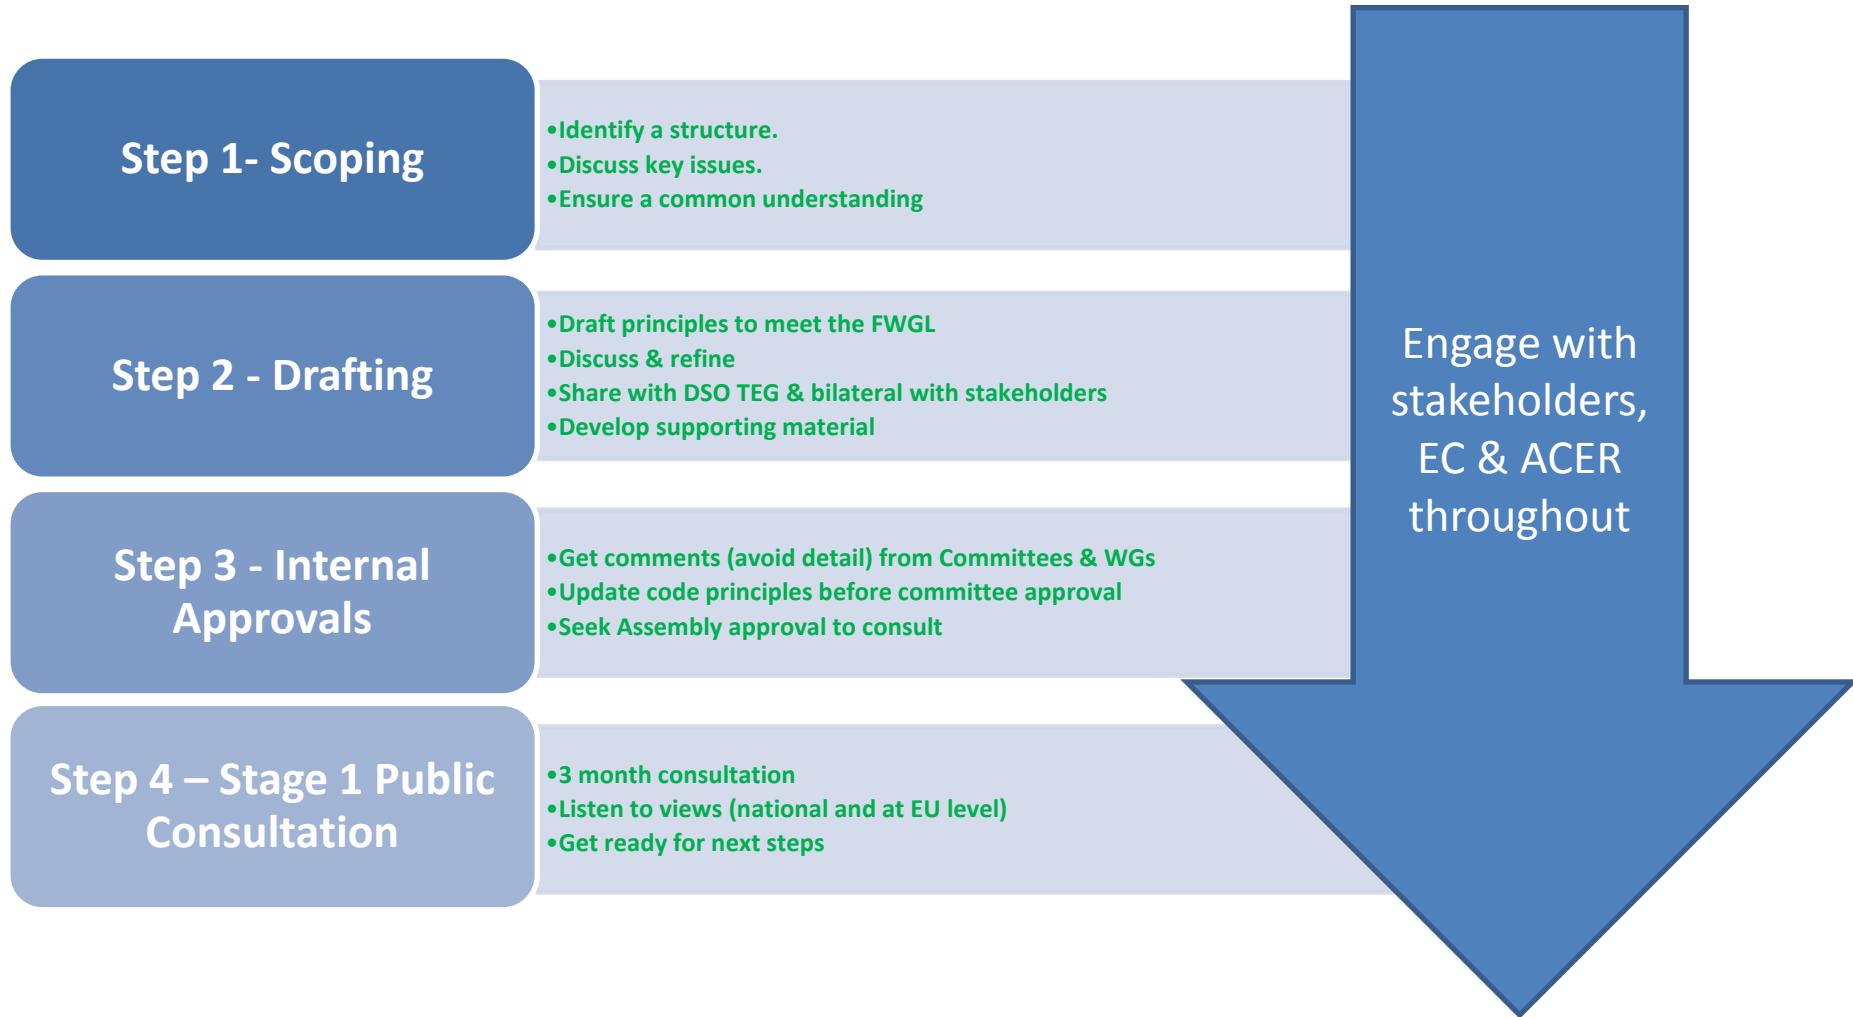 Step 1- Scoping
•Identify a structure.
•Discuss key issues.
•Ensure a common understanding
Step 2 - Drafting
•Draft principles to meet the FWGL
•Discuss & refine
•Share with DSO TEG & bilateral with stakeholders
•Develop supporting material
Step 3 - Internal
Approvals
•Get comments (avoid detail) from Committees & WGs
•Update code principles before committee approval
•Seek Assembly approval to consult
Step 4 – Stage 1 Public
Consultation
•3 month consultation
•Listen to views (national and at EU level)
•Get ready for next steps
Engage with
stakeholders,
EC & ACER
throughout